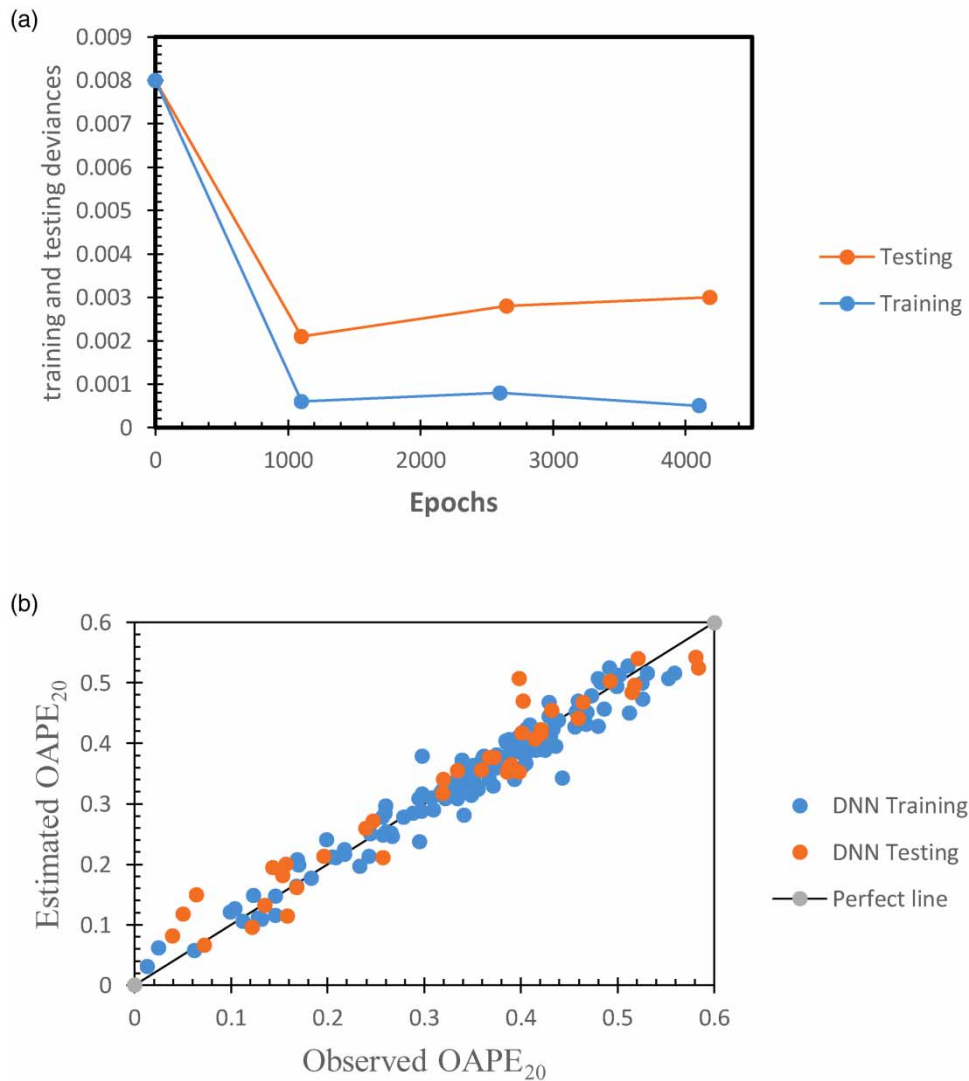 (a)
0.009
0.008
0.007
0.006
0.005
0.004
0.003
0.002
0.001
0
training and testing deviances
0 1000 2000 3000 4000
Epochs
Testing
Training
(b)
0.6
0.5
0.4
0.3
0.2
0.1
0
Estimated OAPE20
0 0.1 0.2 0.3 0.4 0.5 0.6
Observed OAPE20
DNN Training
DNN Testing
Perfect line